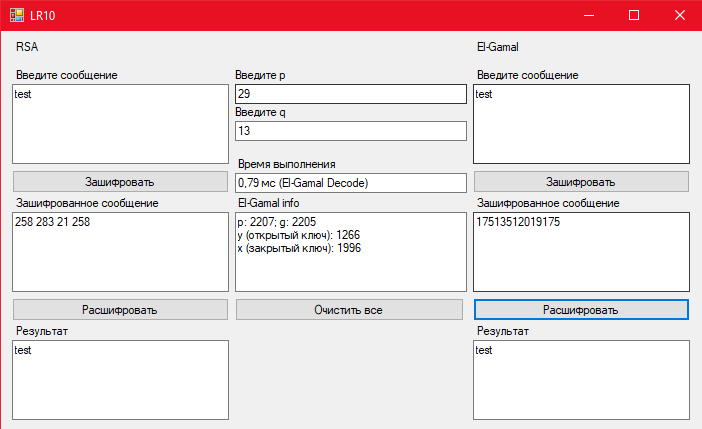 LR10
RSA
El-Gamal
Введите сообщение
Введите p
Введите сообщение
test
29
test
Введите q
13
Время выполнения
Зашифровать
0,79 мс (El-Gamal Decode)
Зашифровать
Зашифрованное сообщение
El-Gamal info
Зашифрованное сообщение
258 283 21 258
p: 2207; g: 2205
y (открытый ключ): 1266
x (закрытый ключ): 1996
17513512019175
Расшифровать
Очистить все
Расшифровать
Результат
Результат
test
test